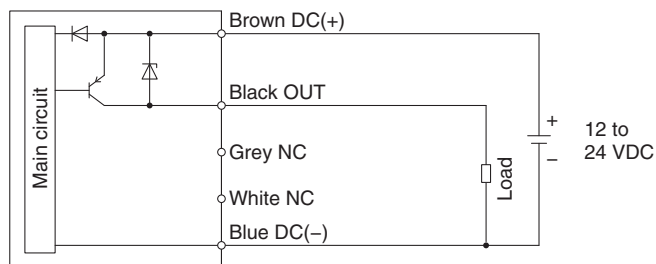 Brown DC(+)
Main circuit
Black OUT
Grey NC
White NC
Blue DC(−)
Load
+
−
12 to
24 VDC